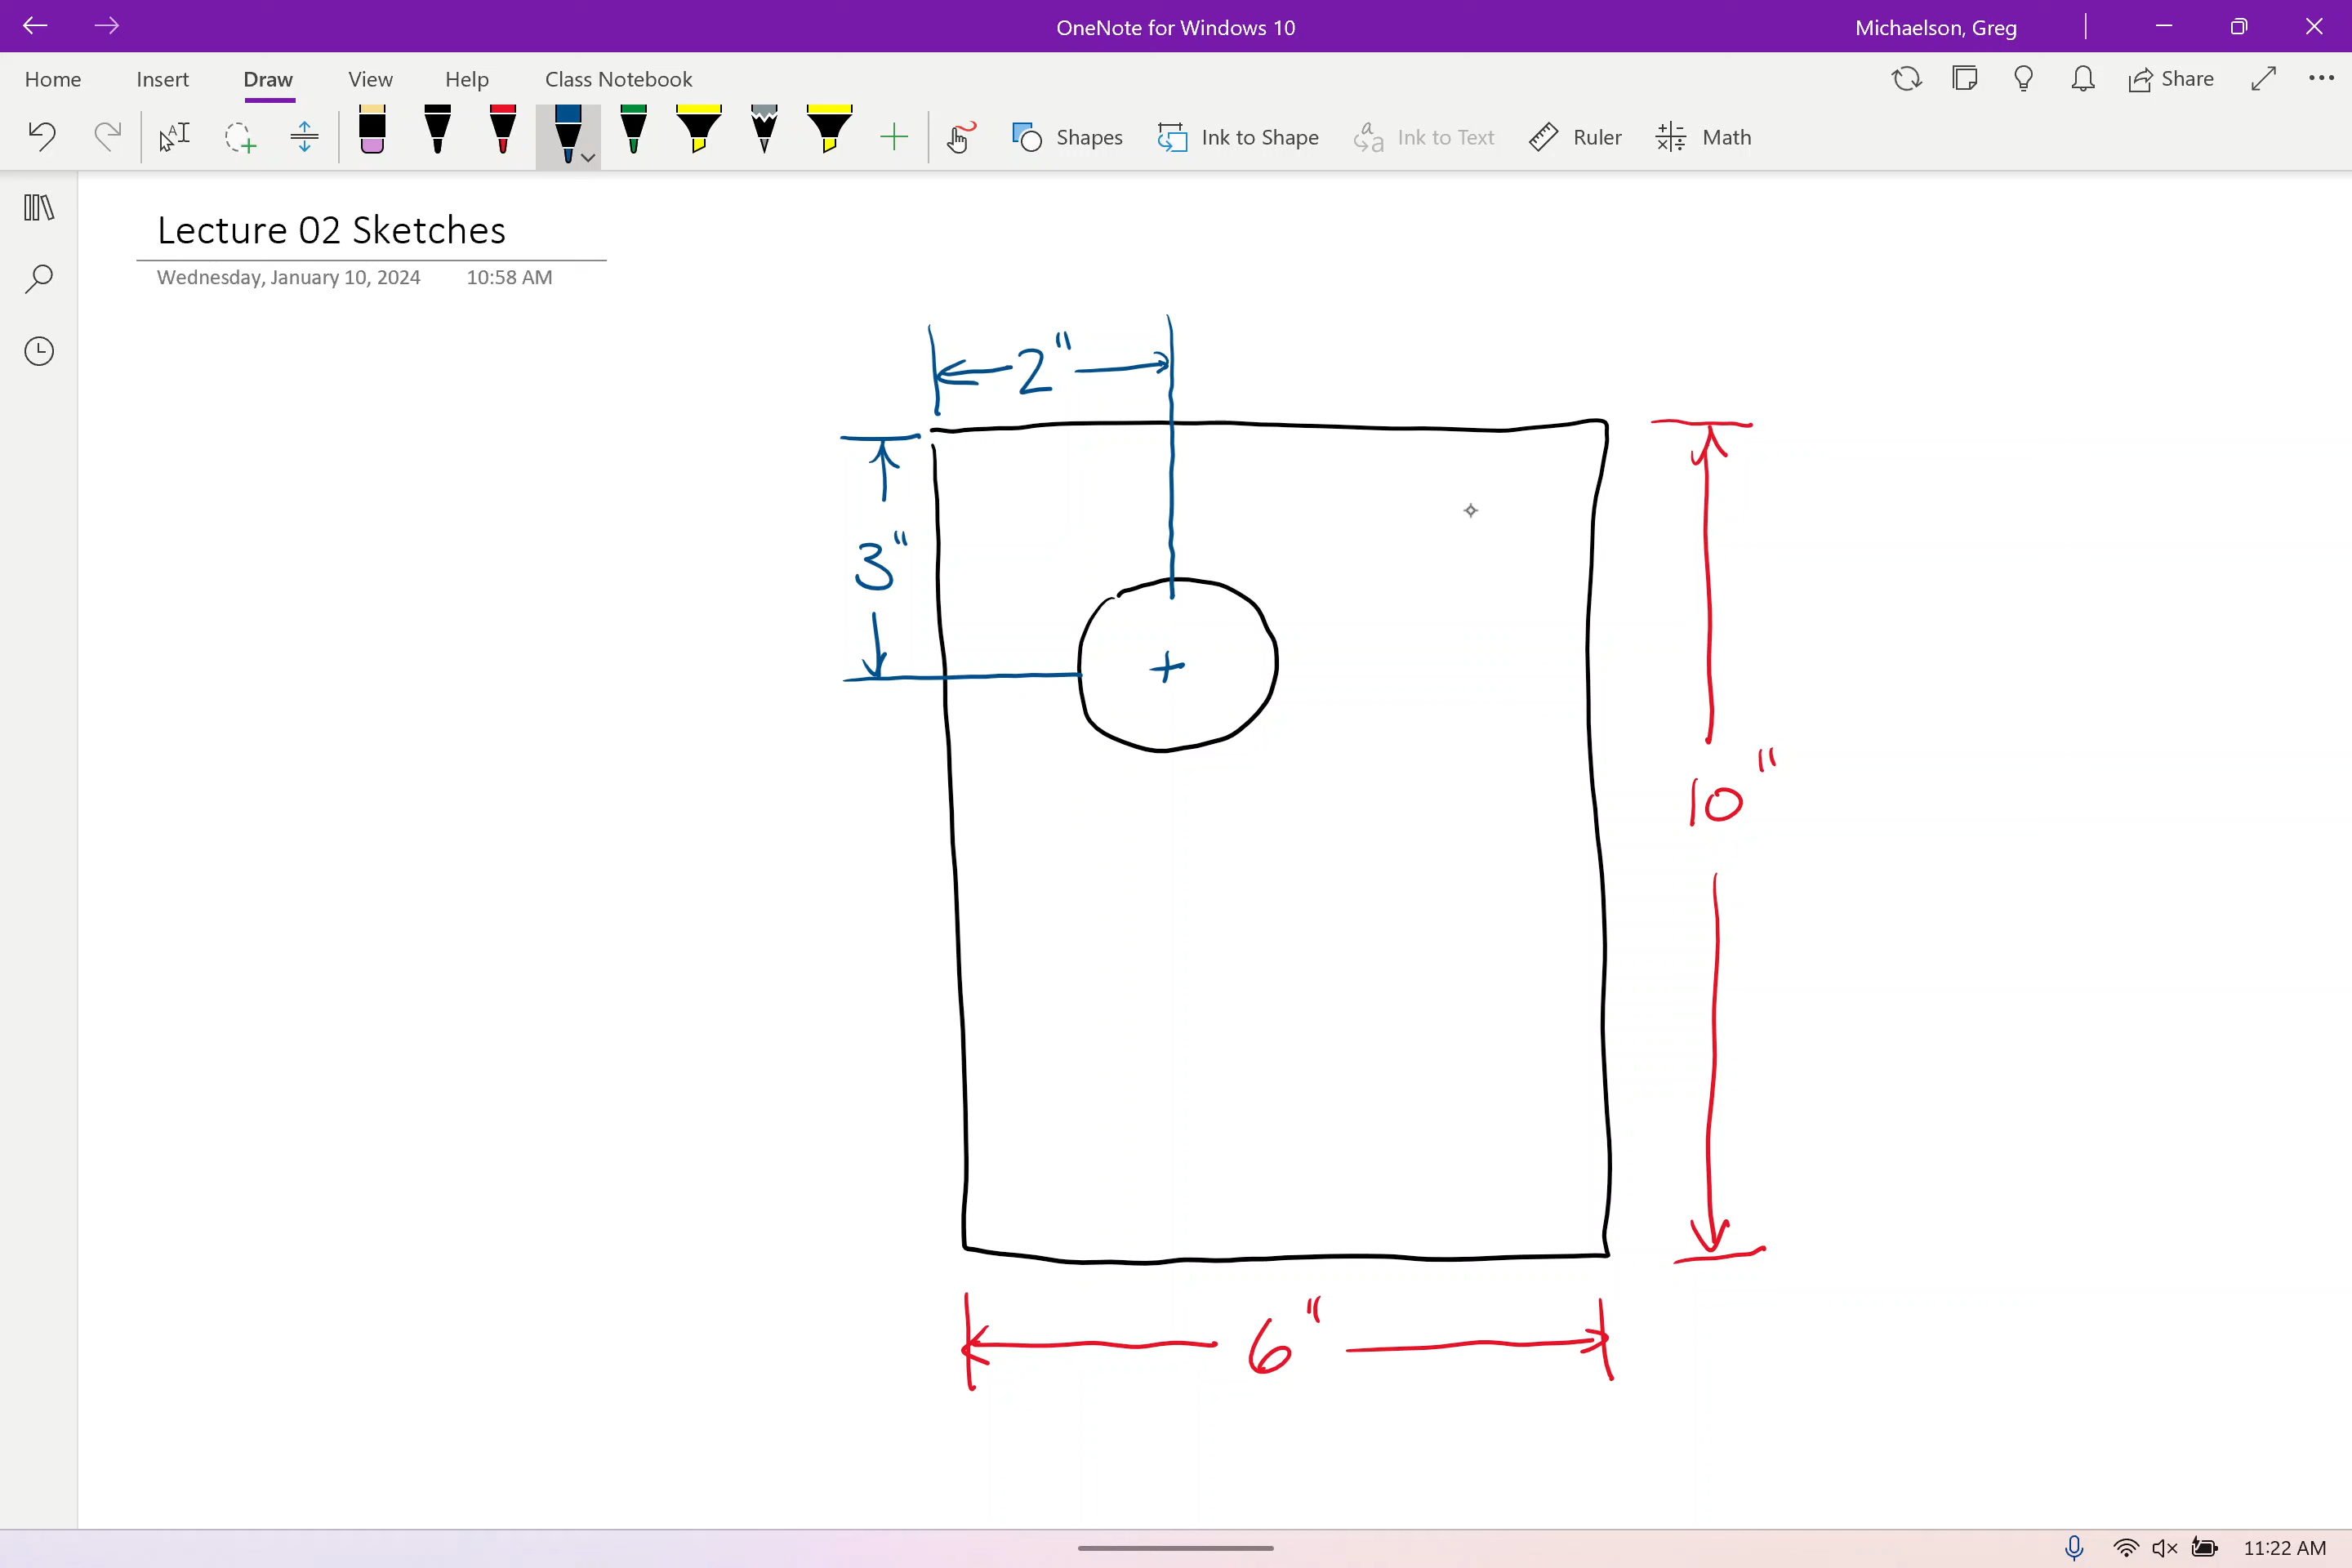 OneNote for Windows 10
Michaelson, Greg
Home Insert Draw View Help Class Notebook
Share
Shapes Ink to Shape Ink to Text Ruler Math
Lecture 02 Sketches
Wednesday, January 10, 2024 10:58 AM
2"
3"
10"
6"
11:22 AM